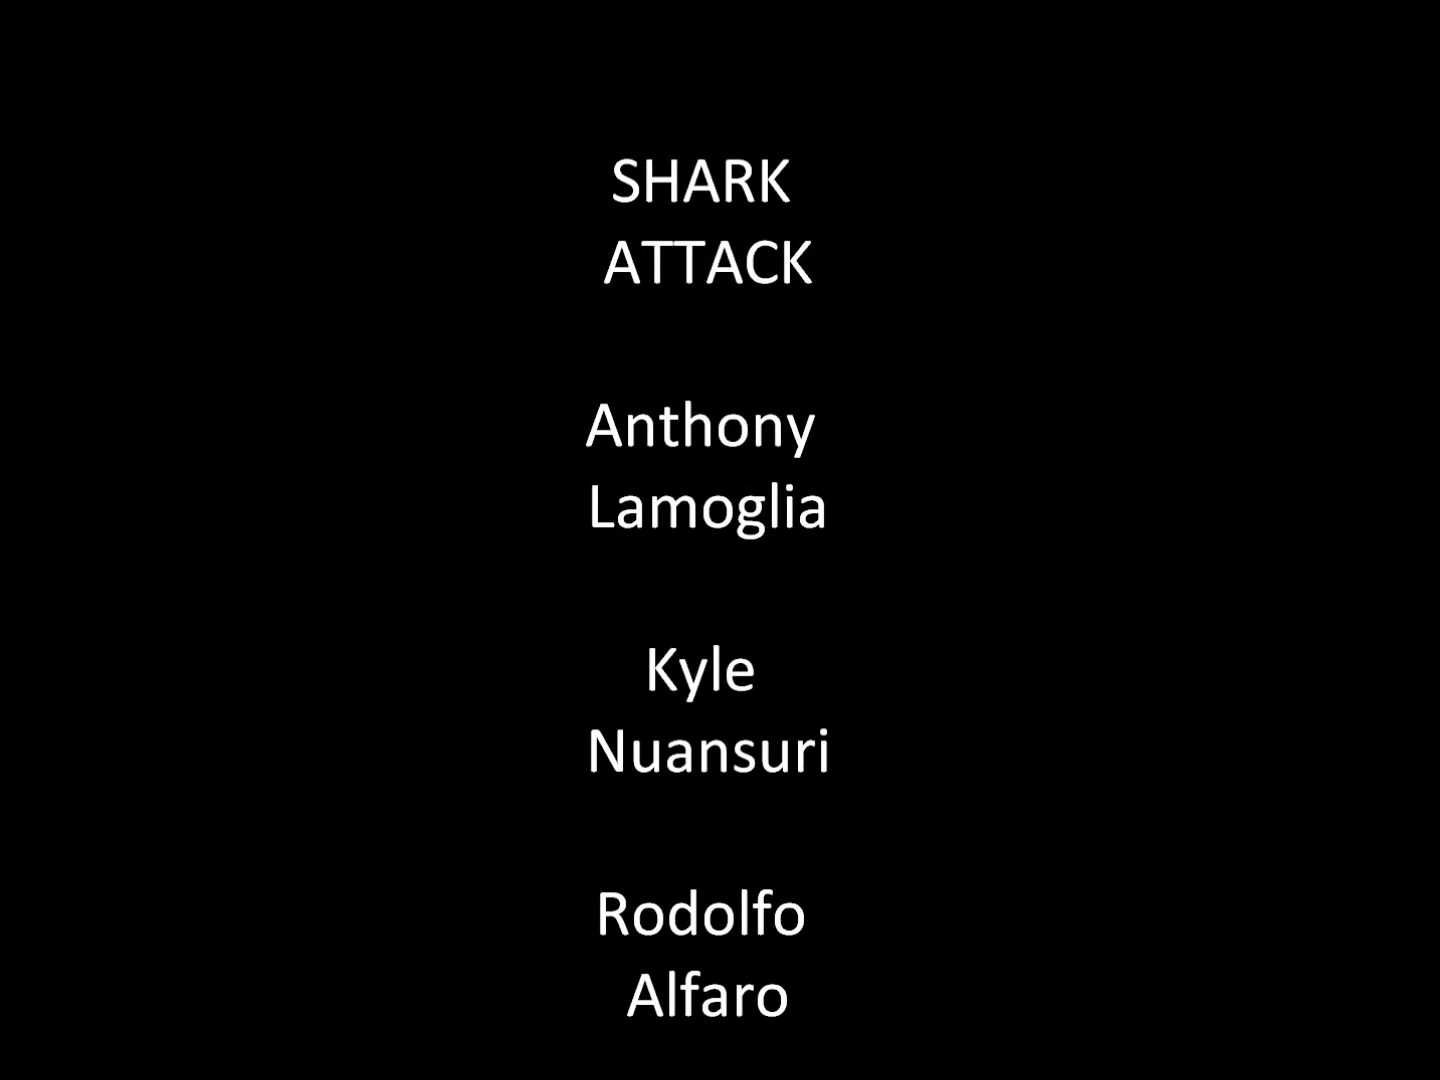 SHARK
ATTACK
Anthony
Lamoglia
Kyle
Nuansuri
Rodolfo
Alfaro